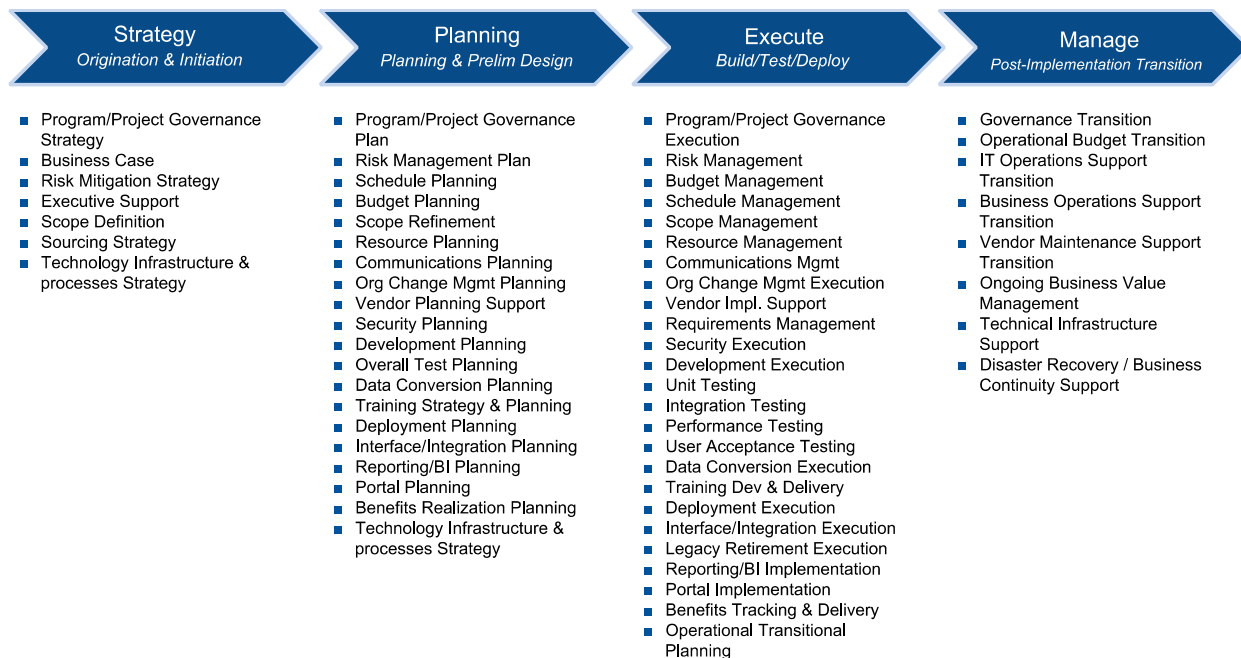 Strategy
Origination & Initiation
Program/Project Governance
Strategy
Business Case
Risk Mitigation Strategy
Executive Support
Scope Definition
Sourcing Strategy
Technology Infrastructure &
processes Strategy
Planning
Planning & Prelim Design
Program/Project Governance
Plan
Risk Management Plan
Schedule Planning
Budget Planning
Scope Refinement
Resource Planning
Communications Planning
Org Change Mgmt Planning
Vendor Planning Support
Security Planning
Development Planning
Overall Test Planning
Data Conversion Planning
Training Strategy & Planning
Deployment Planning
Interface/Integration Planning
Reporting/BI Planning
Portal Planning
Benefits Realization Planning
Technology Infrastructure &
processes Strategy
Execute
Build/Test/Deploy
Program/Project Governance
Execution
Risk Management
Budget Management
Schedule Management
Scope Management
Resource Management
Communications Mgmt
Org Change Mgmt Execution
Vendor Impl. Support
Requirements Management
Security Execution
Development Execution
Unit Testing
Integration Testing
Performance Testing
User Acceptance Testing
Data Conversion Execution
Training Dev & Delivery
Deployment Execution
Interface/Integration Execution
Legacy Retirement Execution
Reporting/BI Implementation
Portal Implementation
Benefits Tracking & Delivery
Operational Transitional
Planning
Manage
Post-Implementation Transition
Governance Transition
Operational Budget Transition
IT Operations Support
Transition
Business Operations Support
Transition
Vendor Maintenance Support
Transition
Ongoing Business Value
Management
Technical Infrastructure
Support
Disaster Recovery / Business
Continuity Support